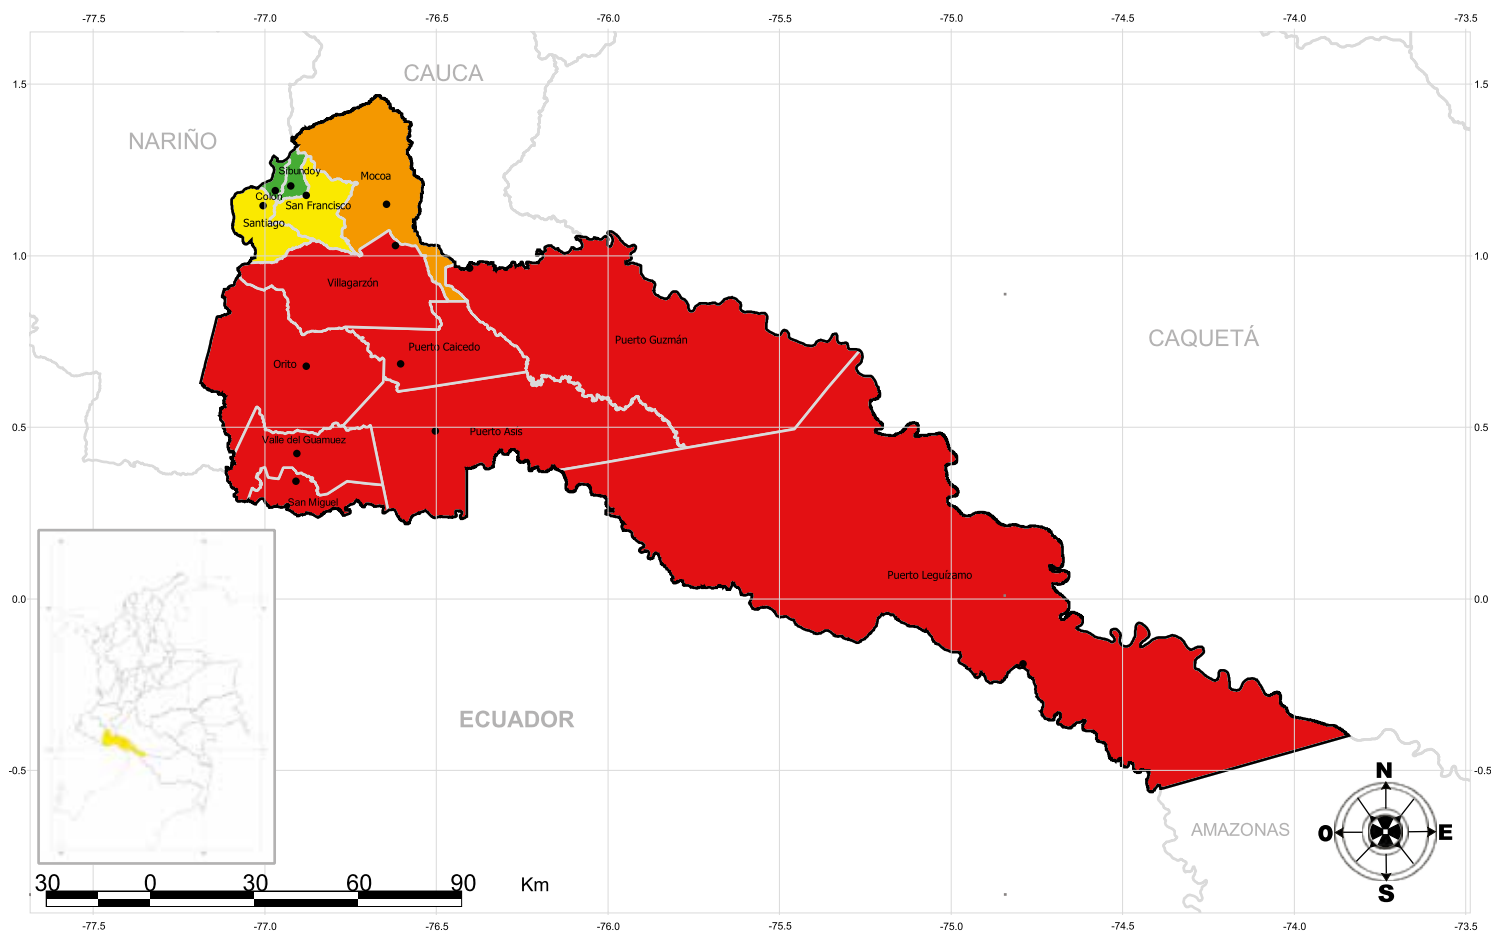 -77.5 -77.0 -76.5 -76.0 -75.5 -75.0 -74.5 -74.0 -73.5
CAUCA
1.5 1.5
NARIÑO
Sibundoy
Mocoa
Colón
San Francisco
Santiago
1.0 1.0
Villagarzón
CAQUETÁ
Puerto Guzmán
Puerto Caicedo
Orito
0.5 0.5
Puerto Asis
Valle del Guamuez
San Miguel
Puerto Leguízamo
0.0 0.0
ECUADOR
-0.5 -0.5
N
AMAZONAS
O E
S
30 0 30 60 90 Km
-77.5 -77.0 -76.5 -76.0 -75.5 -75.0 -74.5 -74.0 -73.5